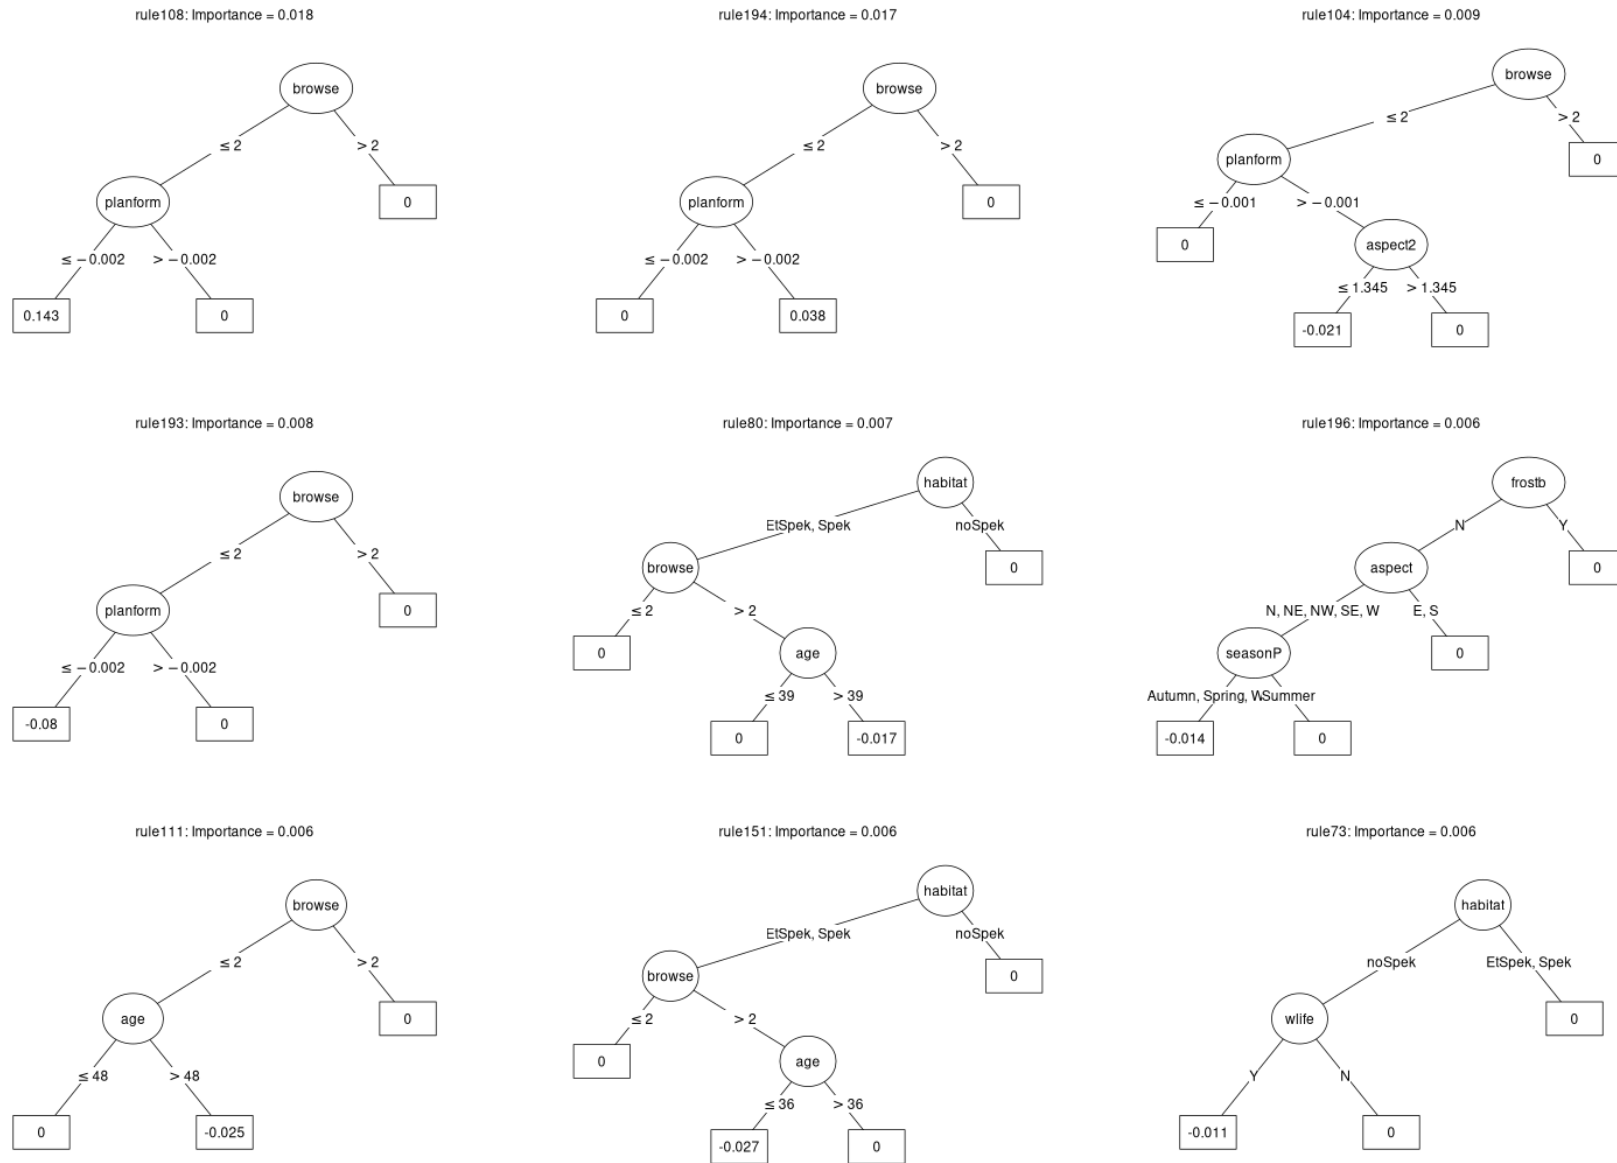 rule108: Importance = 0.018
browse
≤ 2
> 2
planform
0
≤ −0.002
> −0.002
0.143
0
rule194: Importance = 0.017
browse
≤ 2
> 2
planform
0
≤ −0.002
> −0.002
0
0.038
rule104: Importance = 0.009
browse
≤ 2
> 2
planform
0
≤ −0.001
> −0.001
0
aspect2
≤ 1.345
> 1.345
-0.021
0
rule193: Importance = 0.008
browse
≤ 2
> 2
planform
0
≤ −0.002
> −0.002
-0.08
0
rule80: Importance = 0.007
habitat
EtSpek, Spek
noSpek
browse
0
≤ 2
> 2
0
age
≤ 39
> 39
0
-0.017
rule196: Importance = 0.006
frostb
N
Y
aspect
0
N, NE, NW, SE, W
E, S
seasonP
0
Autumn, Spring, W
Summer
-0.014
0
rule111: Importance = 0.006
browse
≤ 2
> 2
age
0
≤ 48
> 48
0
-0.025
rule151: Importance = 0.006
habitat
EtSpek, Spek
noSpek
browse
0
≤ 2
> 2
0
age
≤ 36
> 36
-0.027
0
rule73: Importance = 0.006
habitat
noSpek
EtSpek, Spek
wlife
0
Y
N
-0.011
0